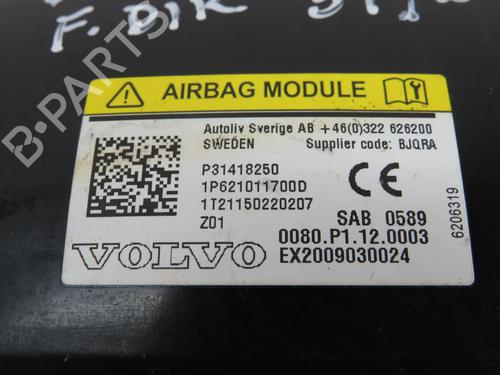 F. DIK
AIRBAG MODULE
Autoliv Sverige AB +46(0)322 626200
SWEDEN Supplier code: BJQRA
P31418250
1P621011700D
1T21150220207
Z01
SAB 0589
0080.P1.12.0003
EX2009030024
VOLVO
CE
6206319
B-PARTS